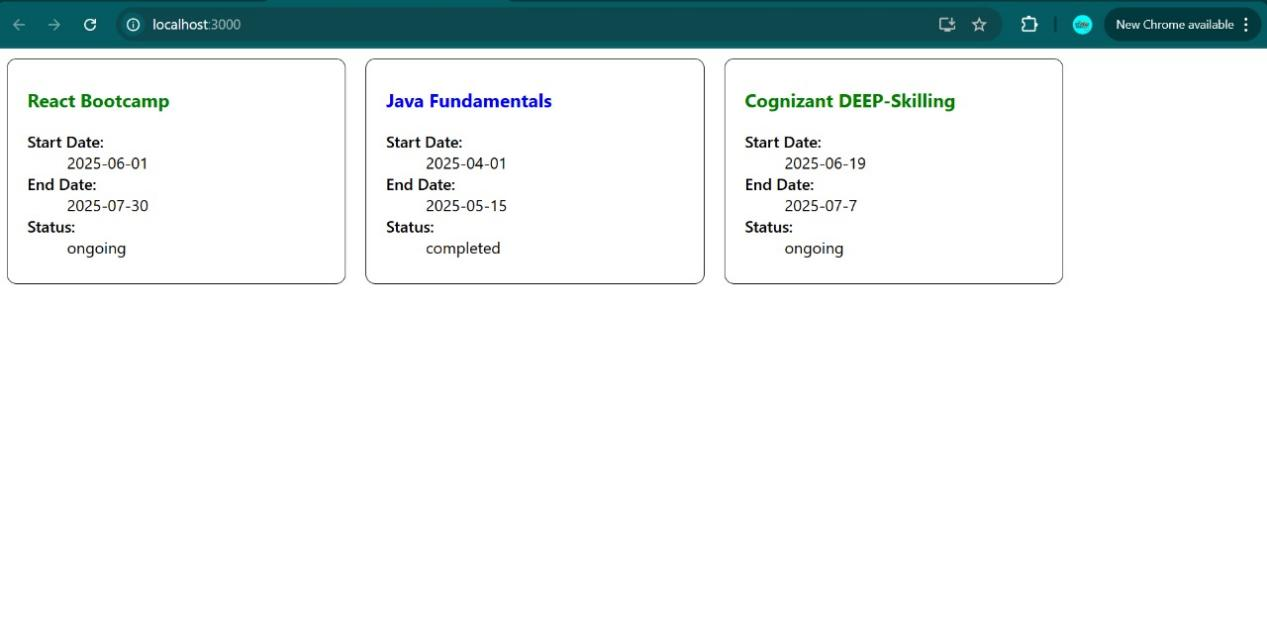 localhost:3000
New Chrome available
React Bootcamp
Start Date:
2025-06-01
End Date:
2025-07-30
Status:
ongoing
Java Fundamentals
Start Date:
2025-04-01
End Date:
2025-05-15
Status:
completed
Cognizant DEEP-Skilling
Start Date:
2025-06-19
End Date:
2025-07-7
Status:
ongoing